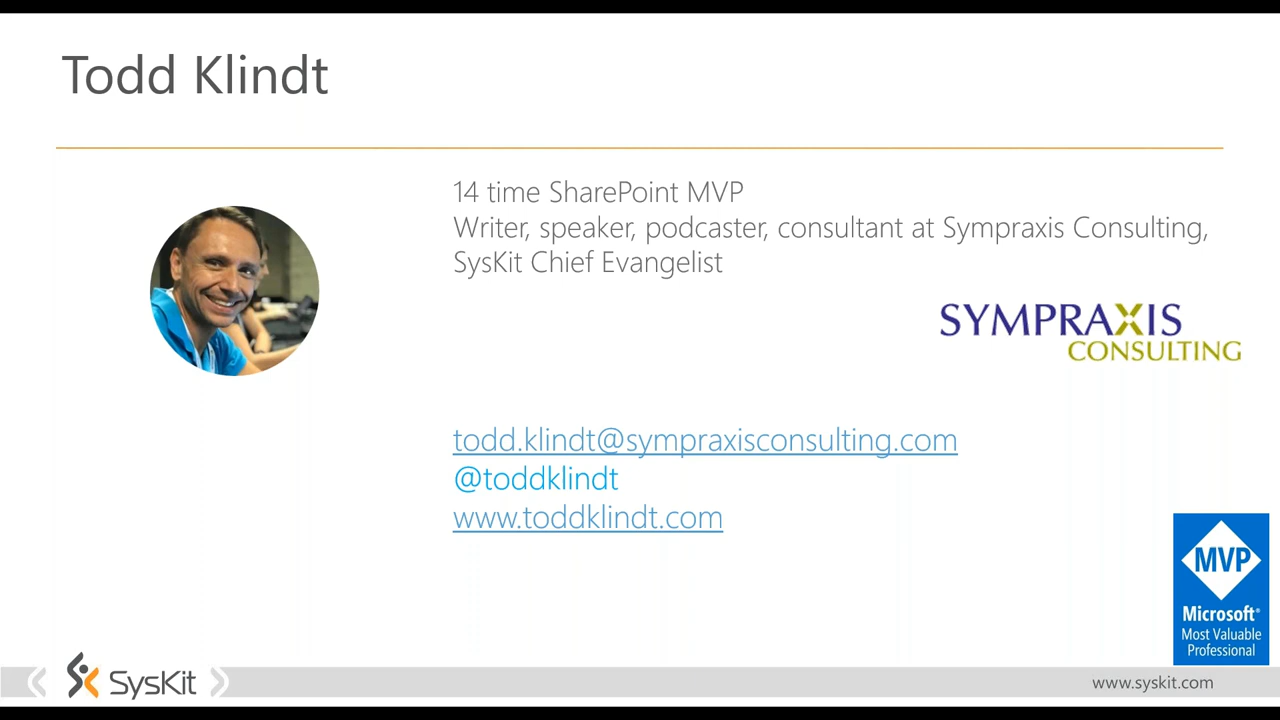 Todd Klindt
14 time SharePoint MVP
Writer, speaker, podcaster, consultant at Sympraxis Consulting,
SysKit Chief Evangelist
SYMPRAXIS
CONSULTING
todd.klindt@sympraxisconsulting.com
@toddklindt
www.toddklindt.com
MVP
Microsoft®
Most Valuable
Professional
SysKit
www.syskit.com